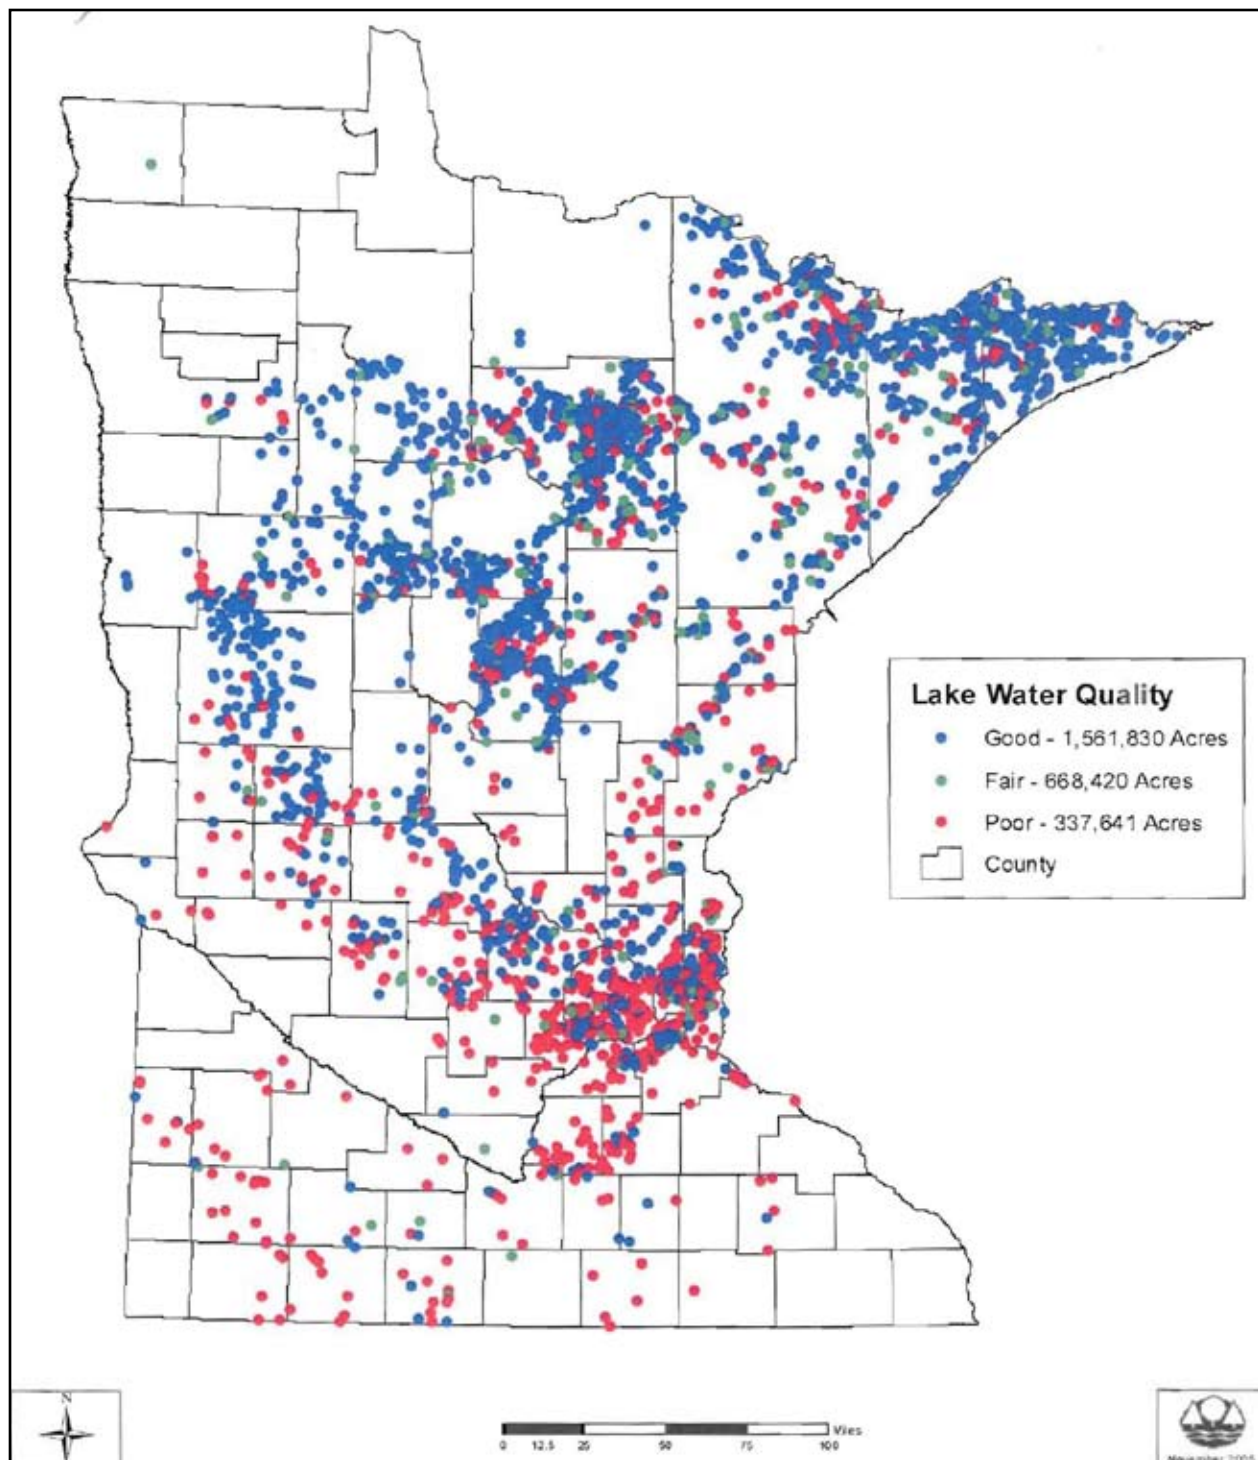 Lake Water Quality
Good - 1,561,830 Acres
Fair - 668,420 Acres
Poor - 337,641 Acres
County
N
Miles
0 12.5 25 50 75 100